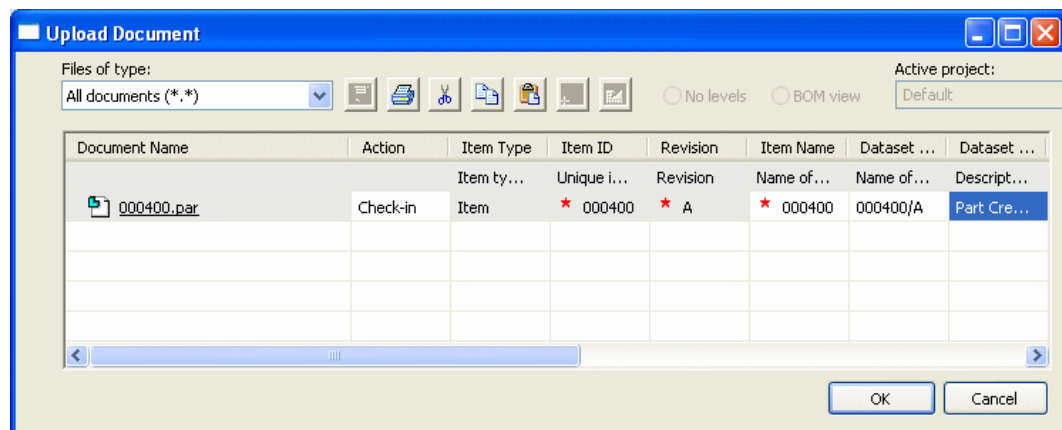 Upload Document
Files of type: Active project:
All documents (*.*) No levels BOM view Default
Document Name Action Item Type Item ID Revision Item Name Dataset ... Dataset ...
Item ty... Unique i... Revision Name of... Name of... Descript...
000400.par Check-in Item * 000400 * A * 000400 000400/A Part Cre...
OK Cancel